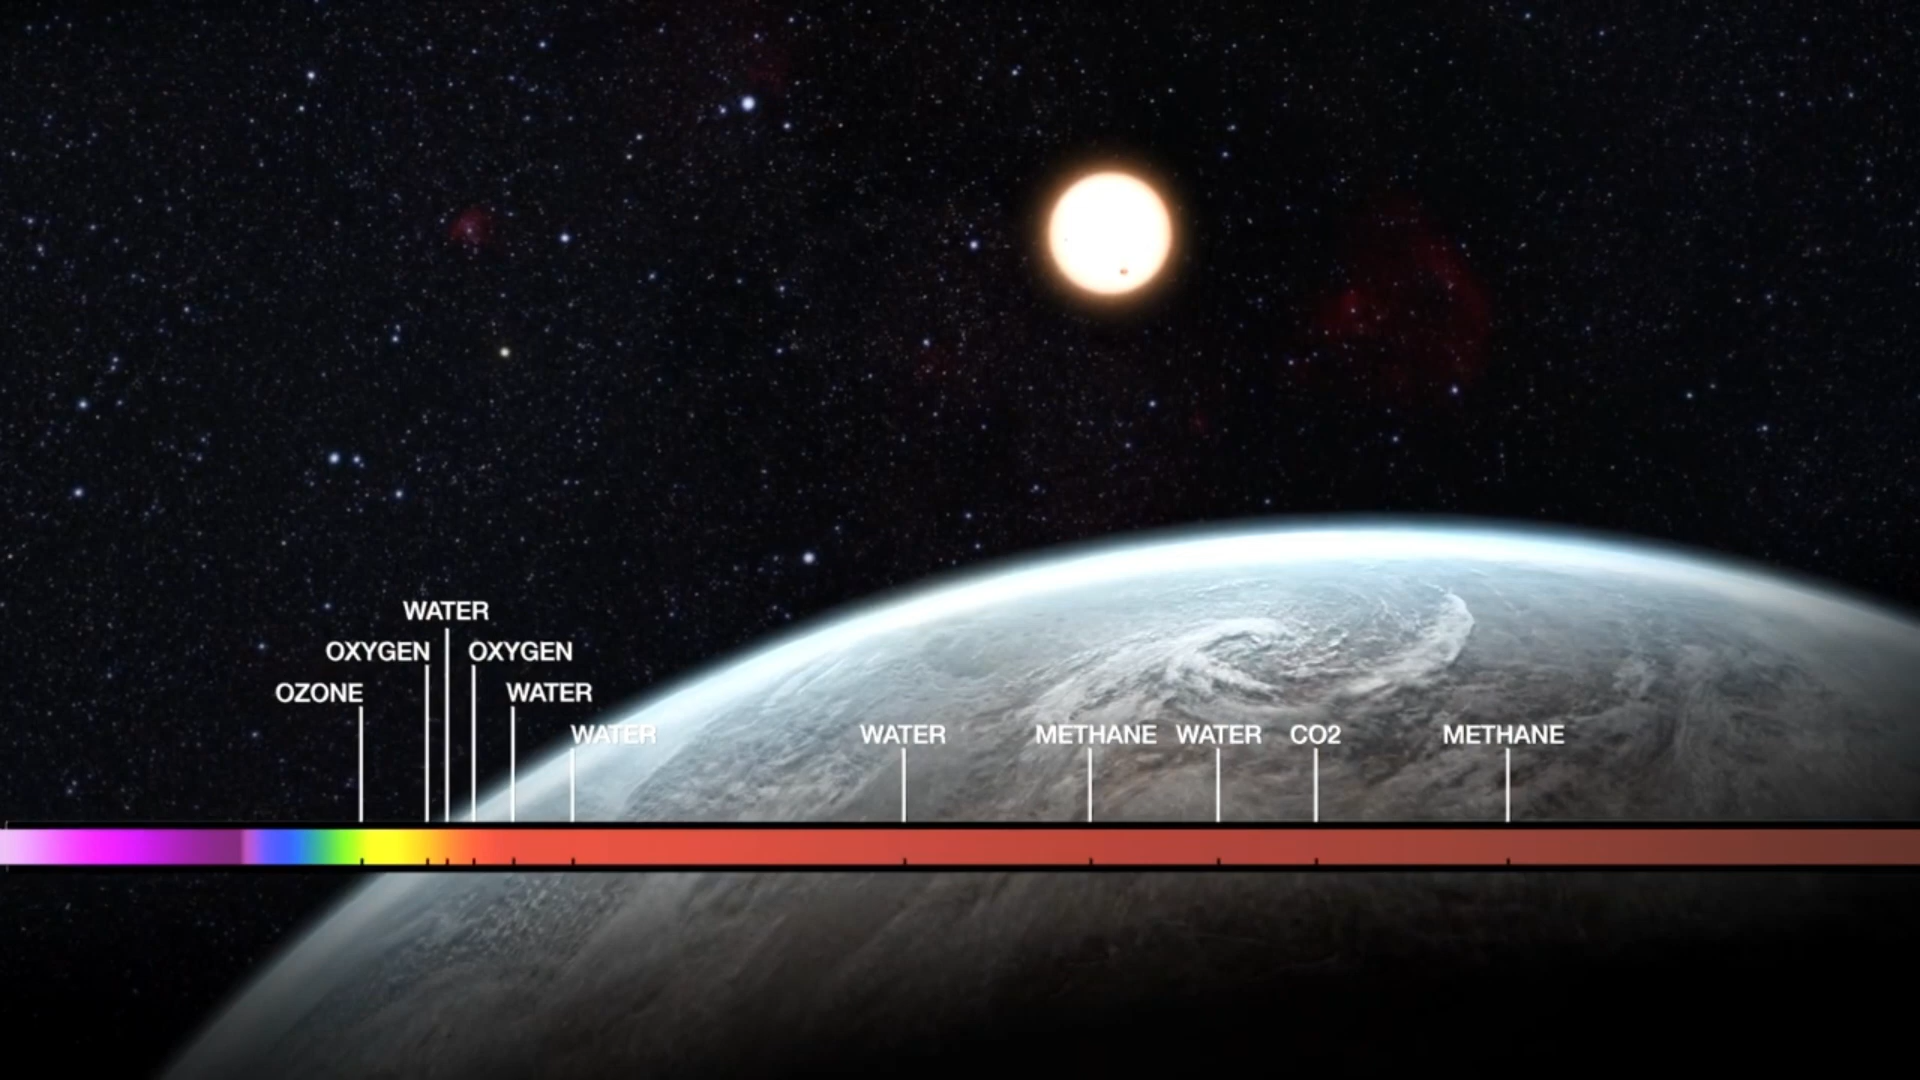 WATER
OXYGEN OXYGEN
OZONE WATER
WATER WATER METHANE WATER CO2 METHANE